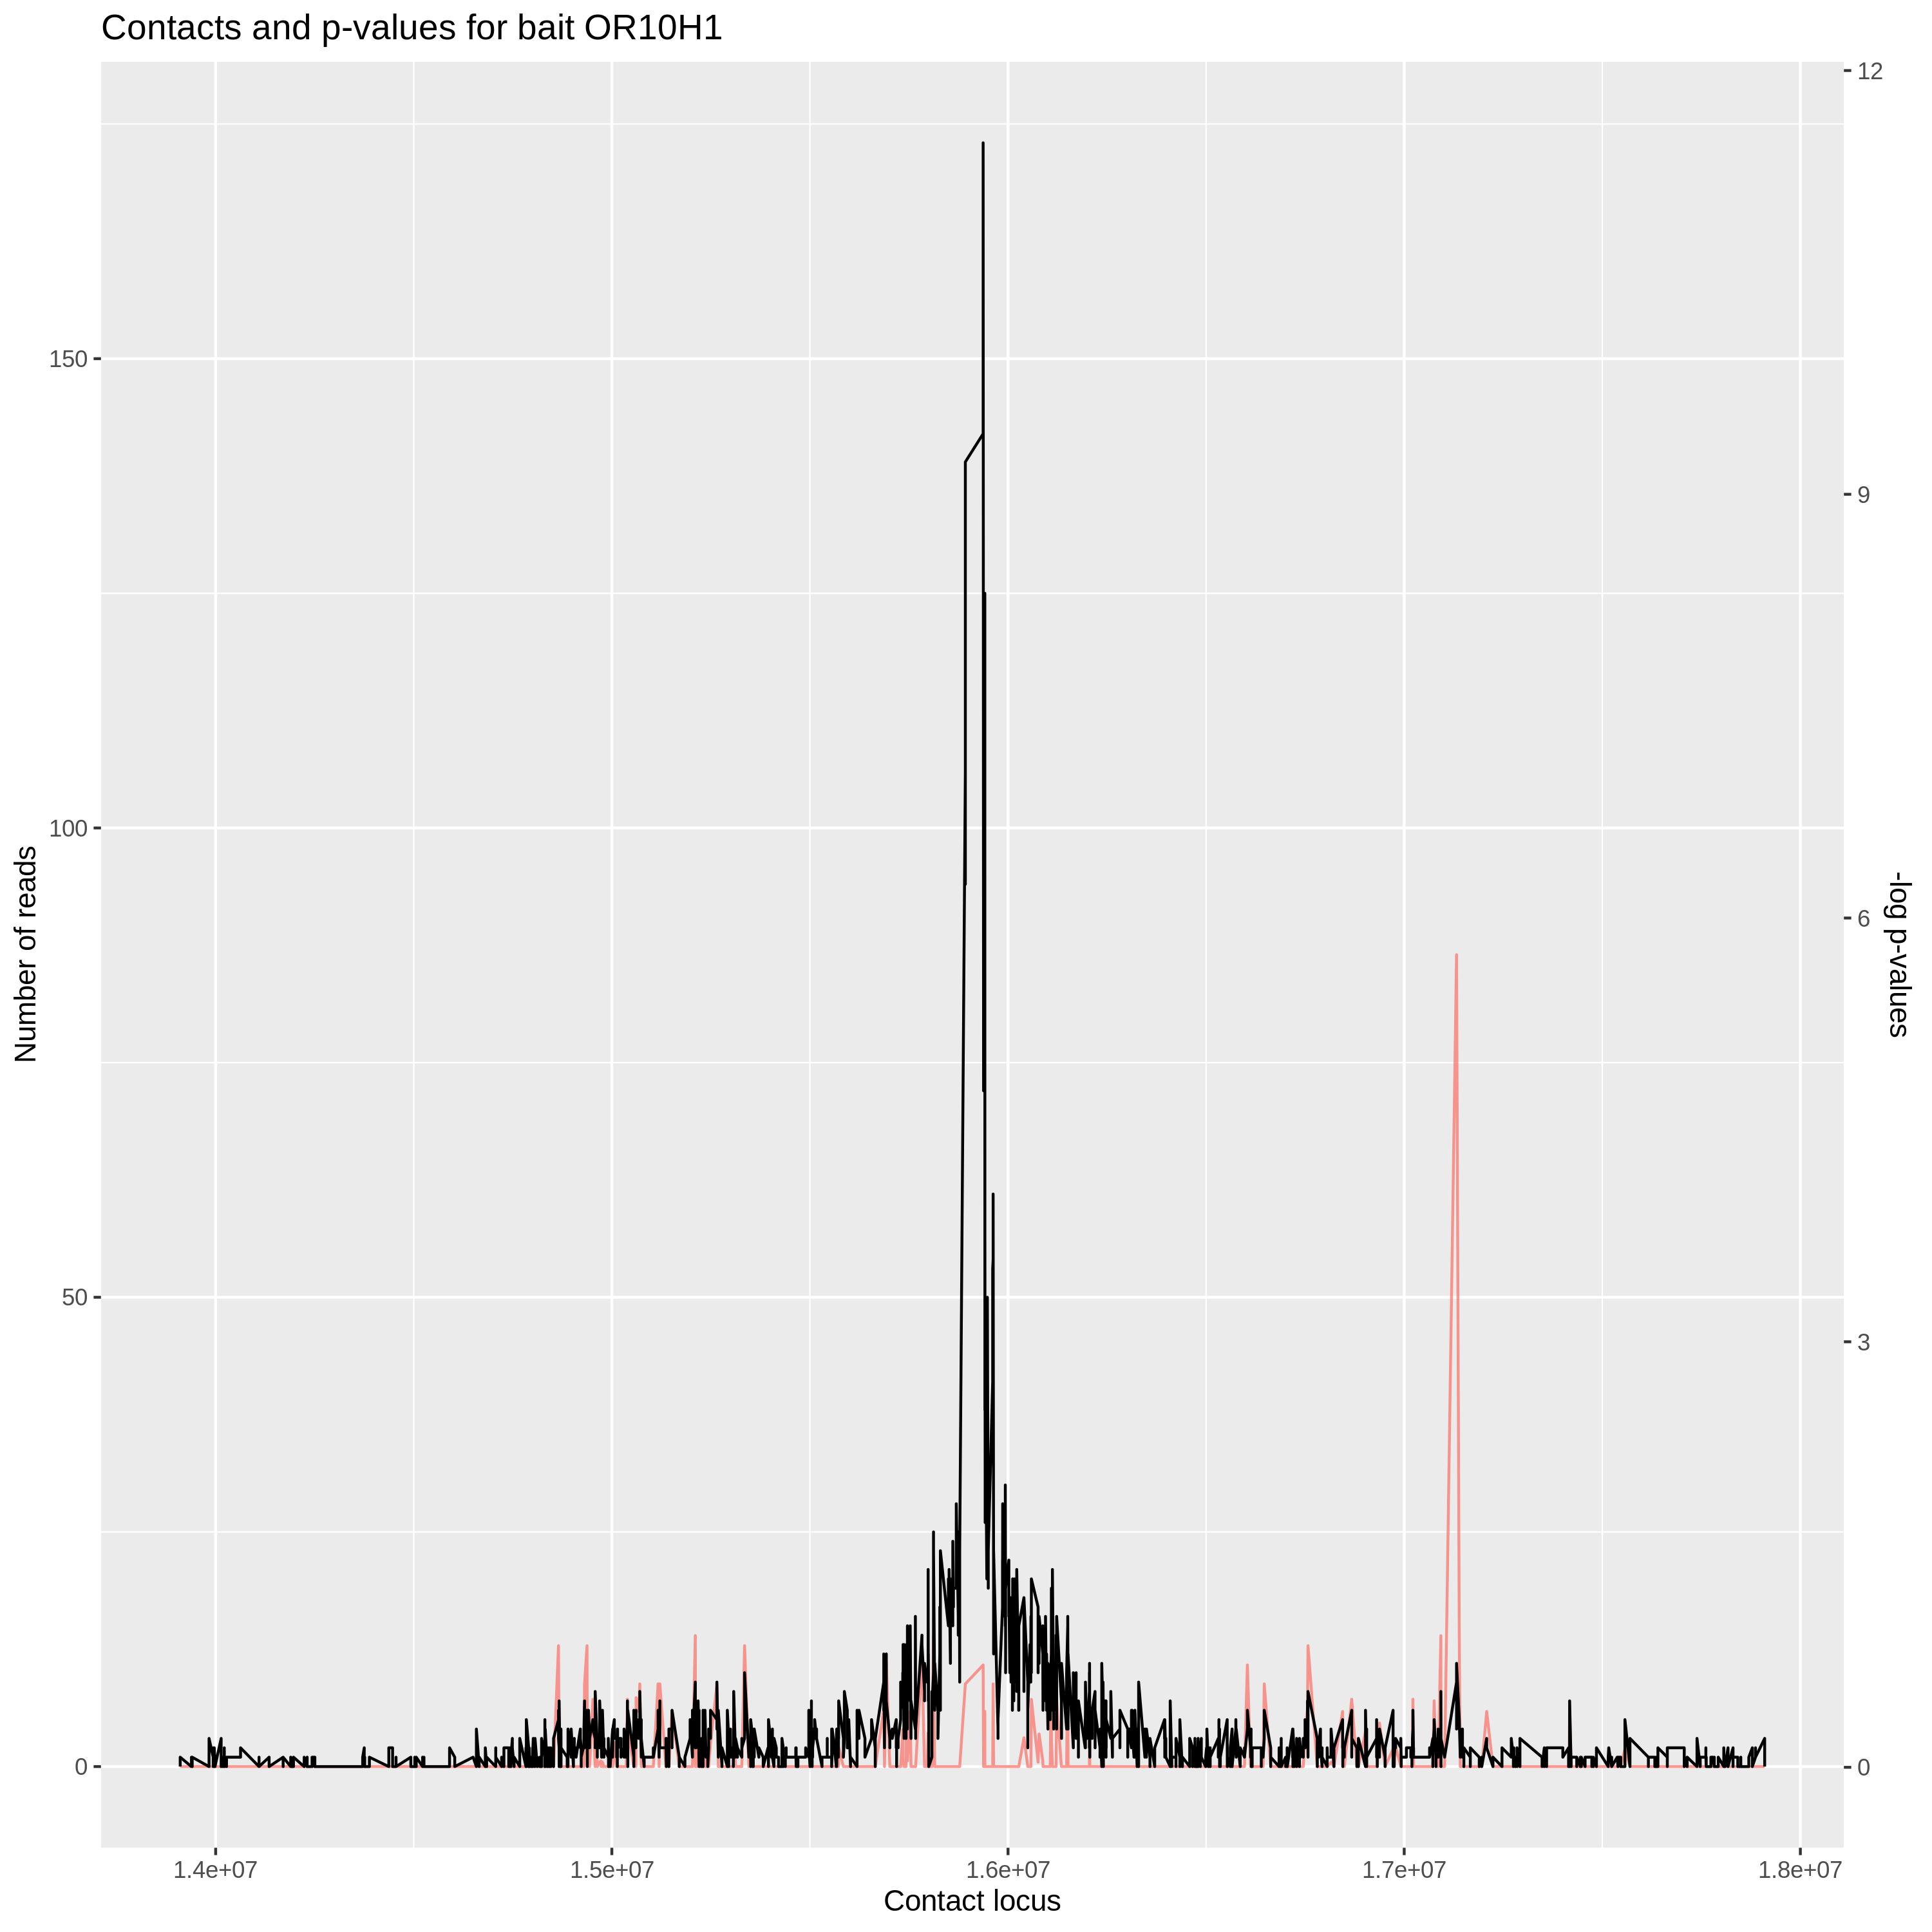 Contacts and p-values for bait OR10H1
12
150
9
100
6
50
3
0
0
Number of reads
-log p-values
1.4e+07
1.5e+07
1.6e+07
1.7e+07
1.8e+07
Contact locus